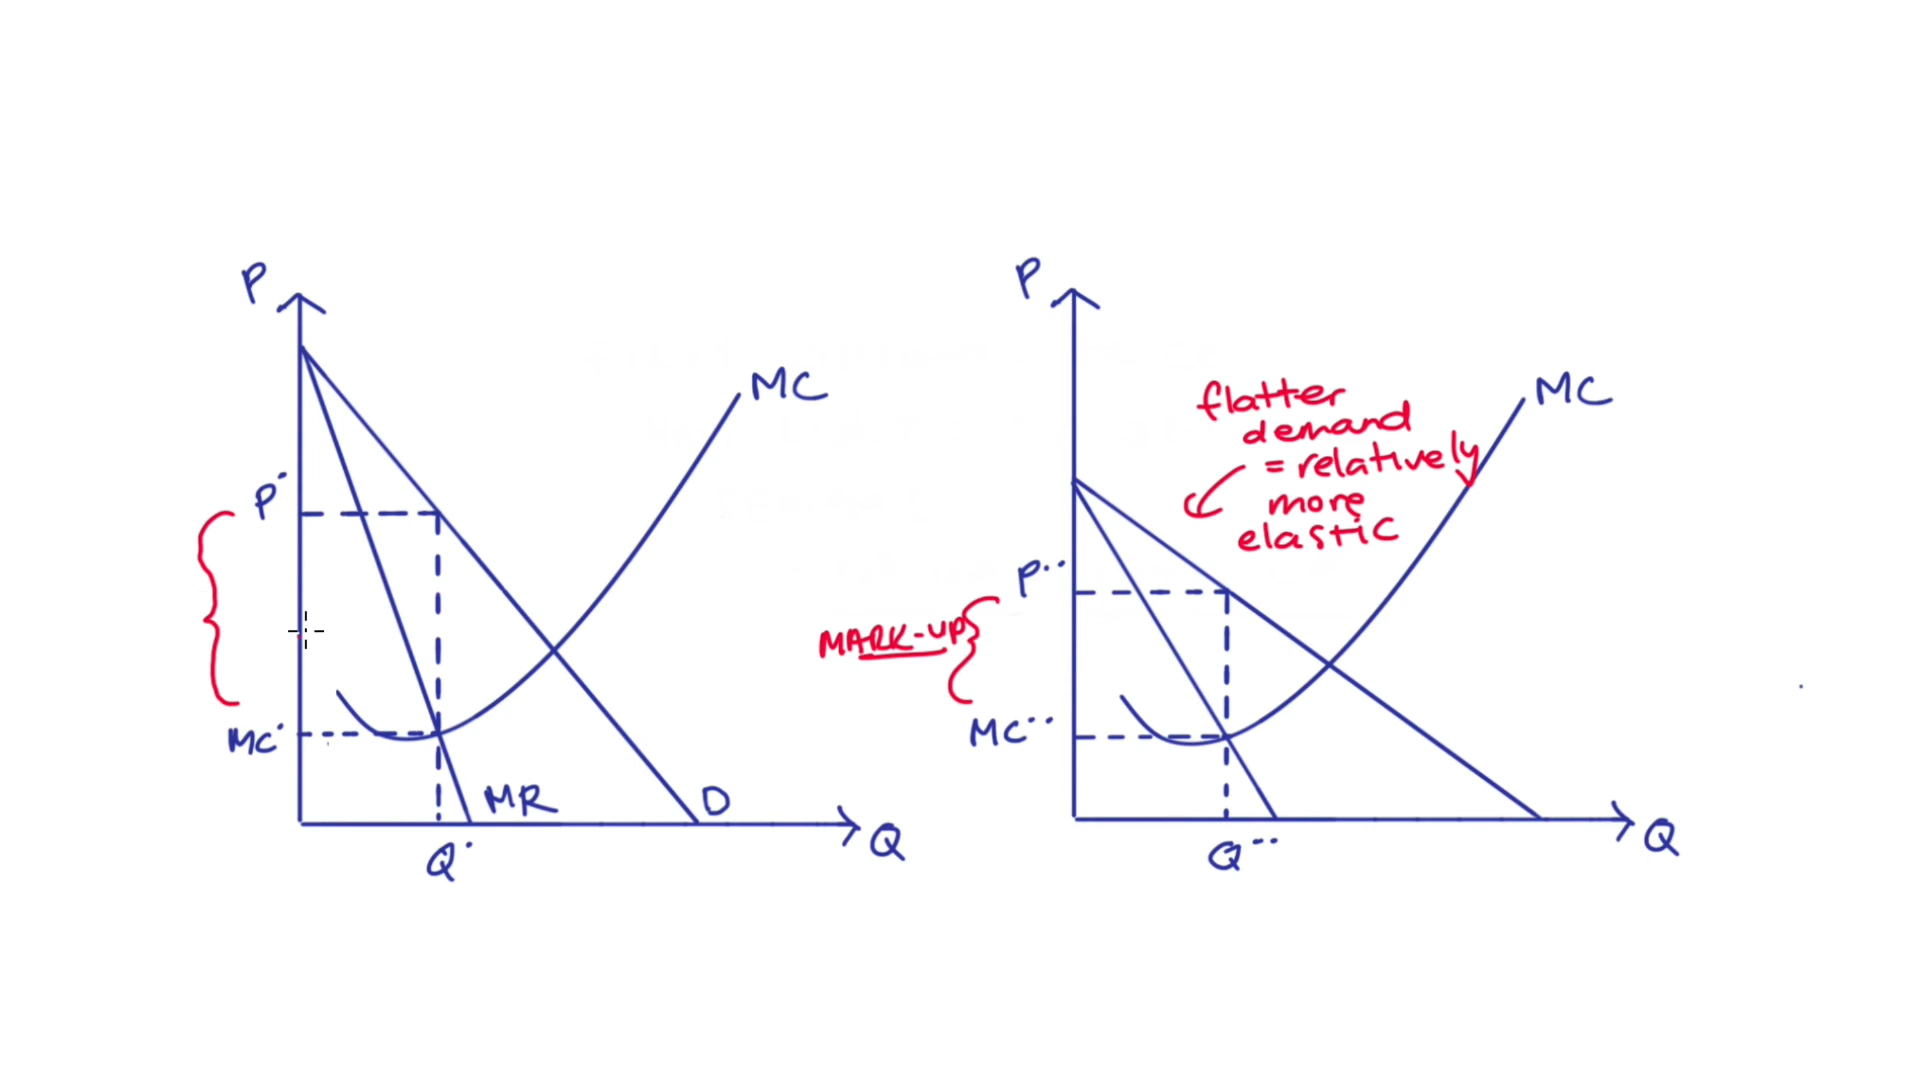 P
MC
P˙
MC˙
MR
D
Q
Q˙
P
MC
flatter
demand
= relatively
more
elastic
P¨
MARK-UP
MC¨
Q
Q¨